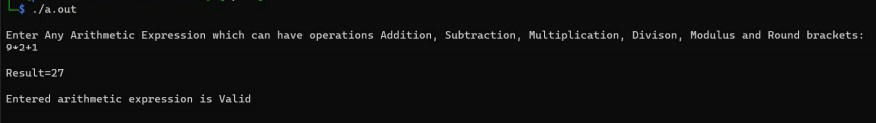 $ ./a.out
Enter Any Arithmetic Expression which can have operations Addition, Subtraction, Multiplication, Divison, Modulus and Round brackets:
9*2+1
Result=27
Entered arithmetic expression is Valid